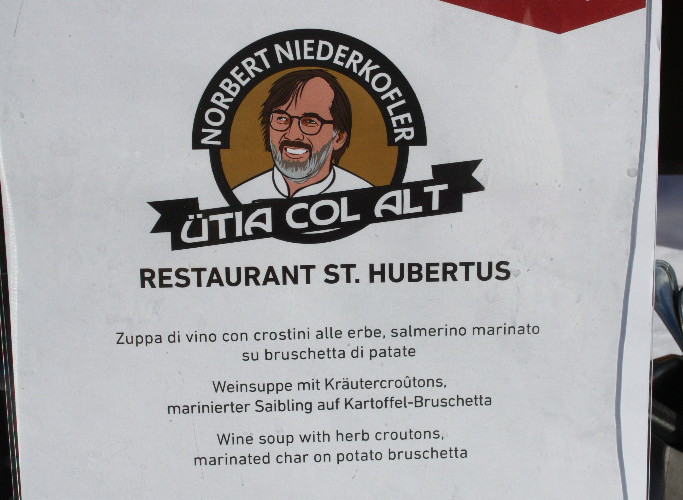 NORBERT NIEDERKOFLER
ÜTIA COL ALT
RESTAURANT ST. HUBERTUS
Zuppa di vino con crostini alle erbe, salmerino marinato
su bruschetta di patate
Weinsuppe mit Kräutercroûtons,
marinierter Saibling auf Kartoffel-Bruschetta
Wine soup with herb croutons,
marinated char on potato bruschetta